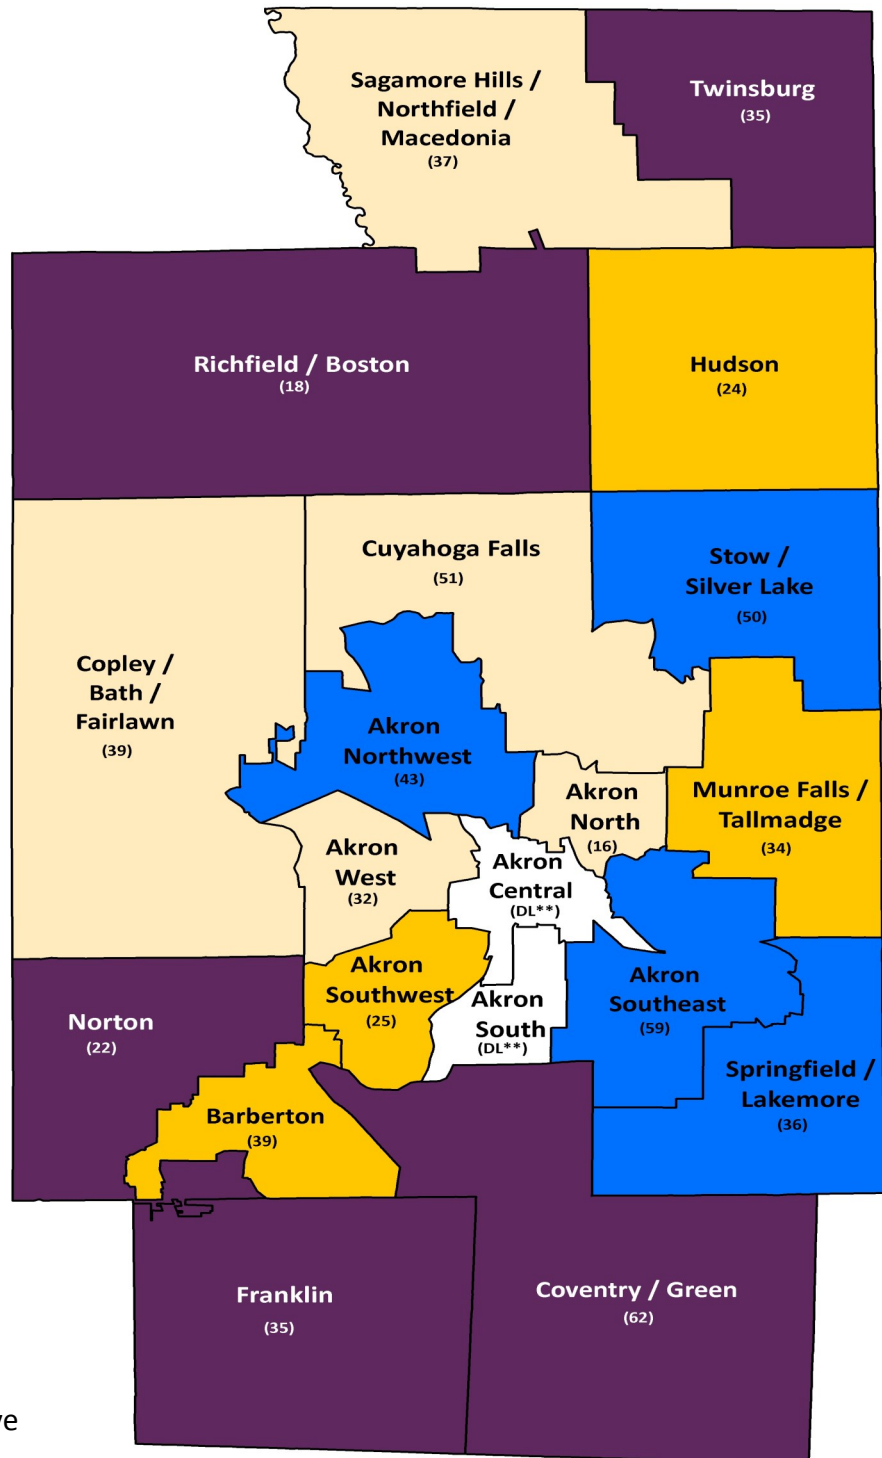 Sagamore Hills /
Northfield /
Macedonia
(37)
Twinsburg
(35)
Richfield / Boston
(18)
Hudson
(24)
Cuyahoga Falls
(51)
Stow /
Silver Lake
(50)
Copley /
Bath /
Fairlawn
(39)
Akron
Northwest
(43)
Akron
North
(16)
Munroe Falls /
Tallmadge
(34)
Akron
West
(32)
Akron
Central
(DL**)
Akron
Southwest
(25)
Akron
South
(DL**)
Akron
Southeast
(59)
Norton
(22)
Springfield /
Lakemore
(36)
Barberton
(39)
Franklin
(35)
Coventry / Green
(62)